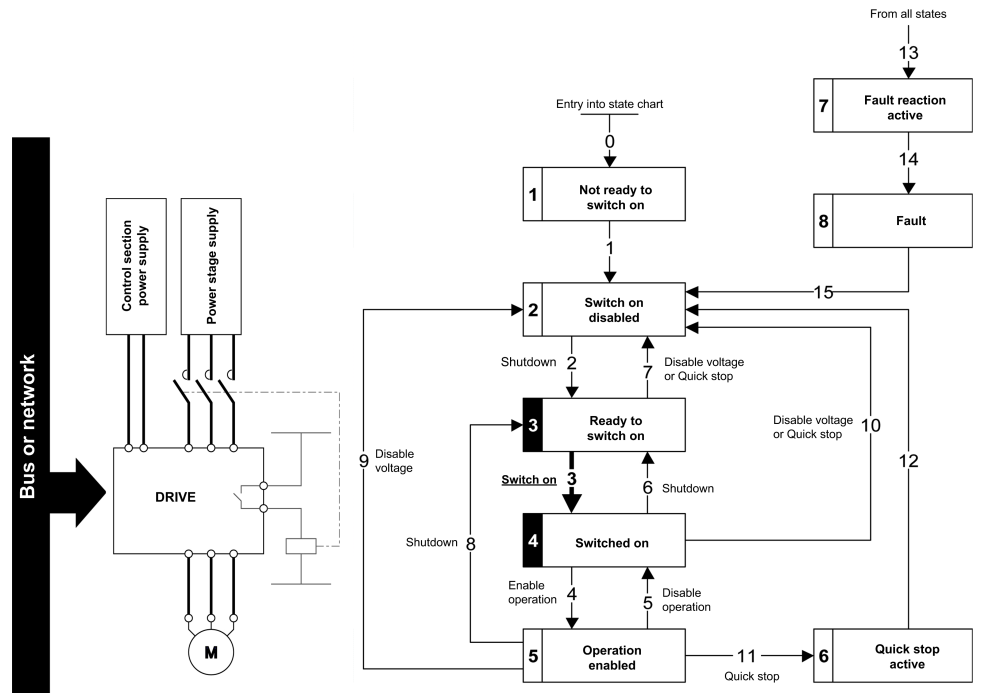 Bus or network
Control section
power supply
Power stage supply
DRIVE
M
From all states
13
7
Fault reaction
active
14
8
Fault
15
Entry into state chart
0
1
Not ready to
switch on
1
2
Switch on
disabled
Shutdown
2
7
Disable voltage
or Quick stop
3
Ready to
switch on
Switch on
3
6
Shutdown
4
Switched on
Disable voltage
or Quick stop
10
12
9
Disable
voltage
Shutdown
8
Enable
operation
4
5
Disable
operation
5
Operation
enabled
11
Quick stop
6
Quick stop
active